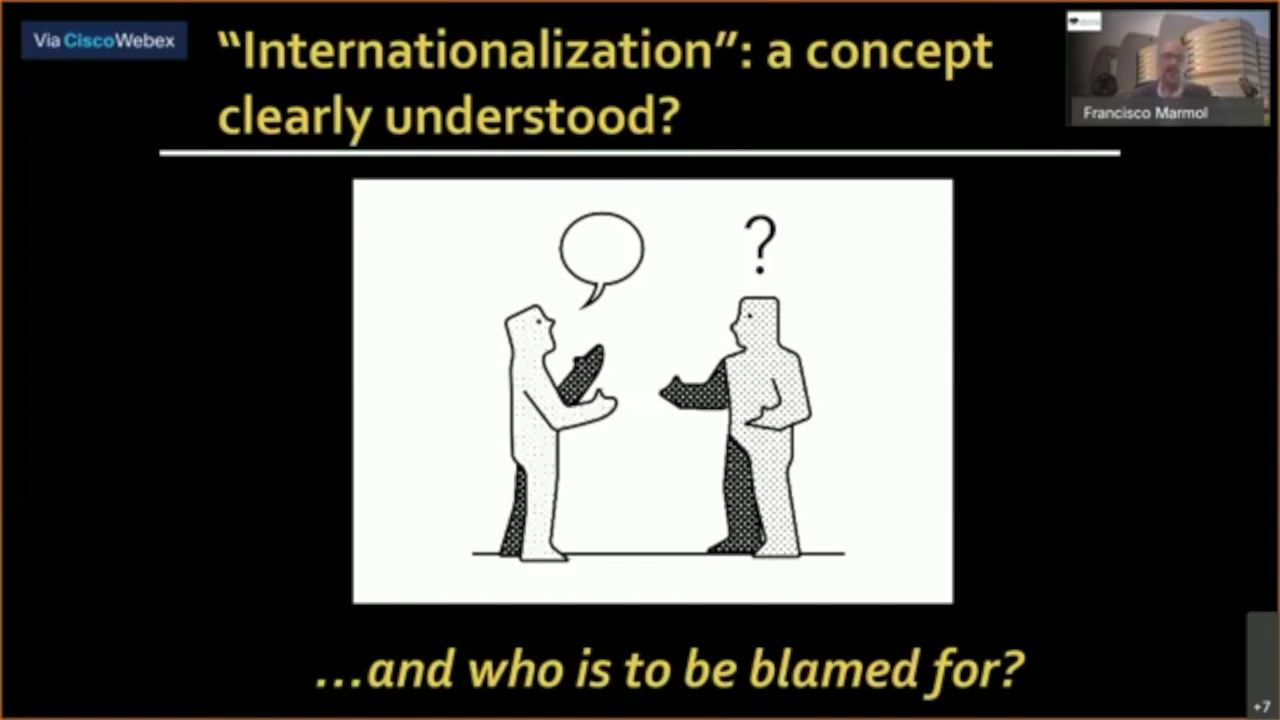 Via CiscoWebex
“Internationalization”: a concept
clearly understood?
Francisco Marmol
?
...and who is to be blamed for?
+7